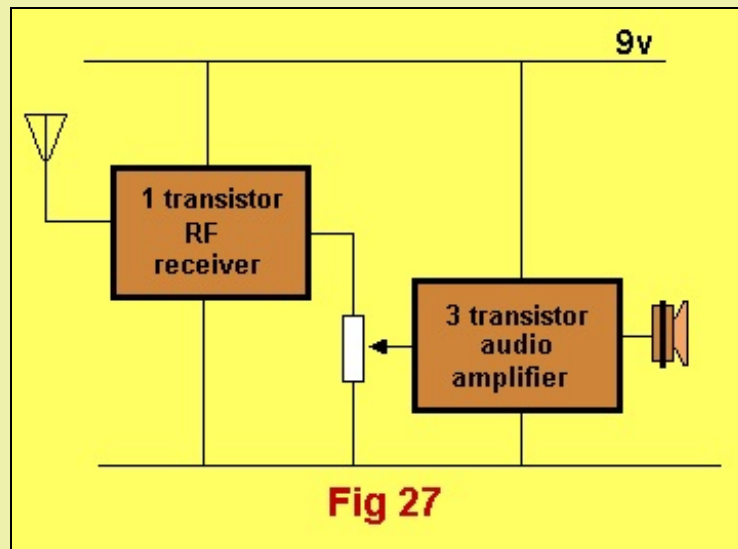 9v
1 transistor
RF
receiver
3 transistor
audio
amplifier
Fig 27